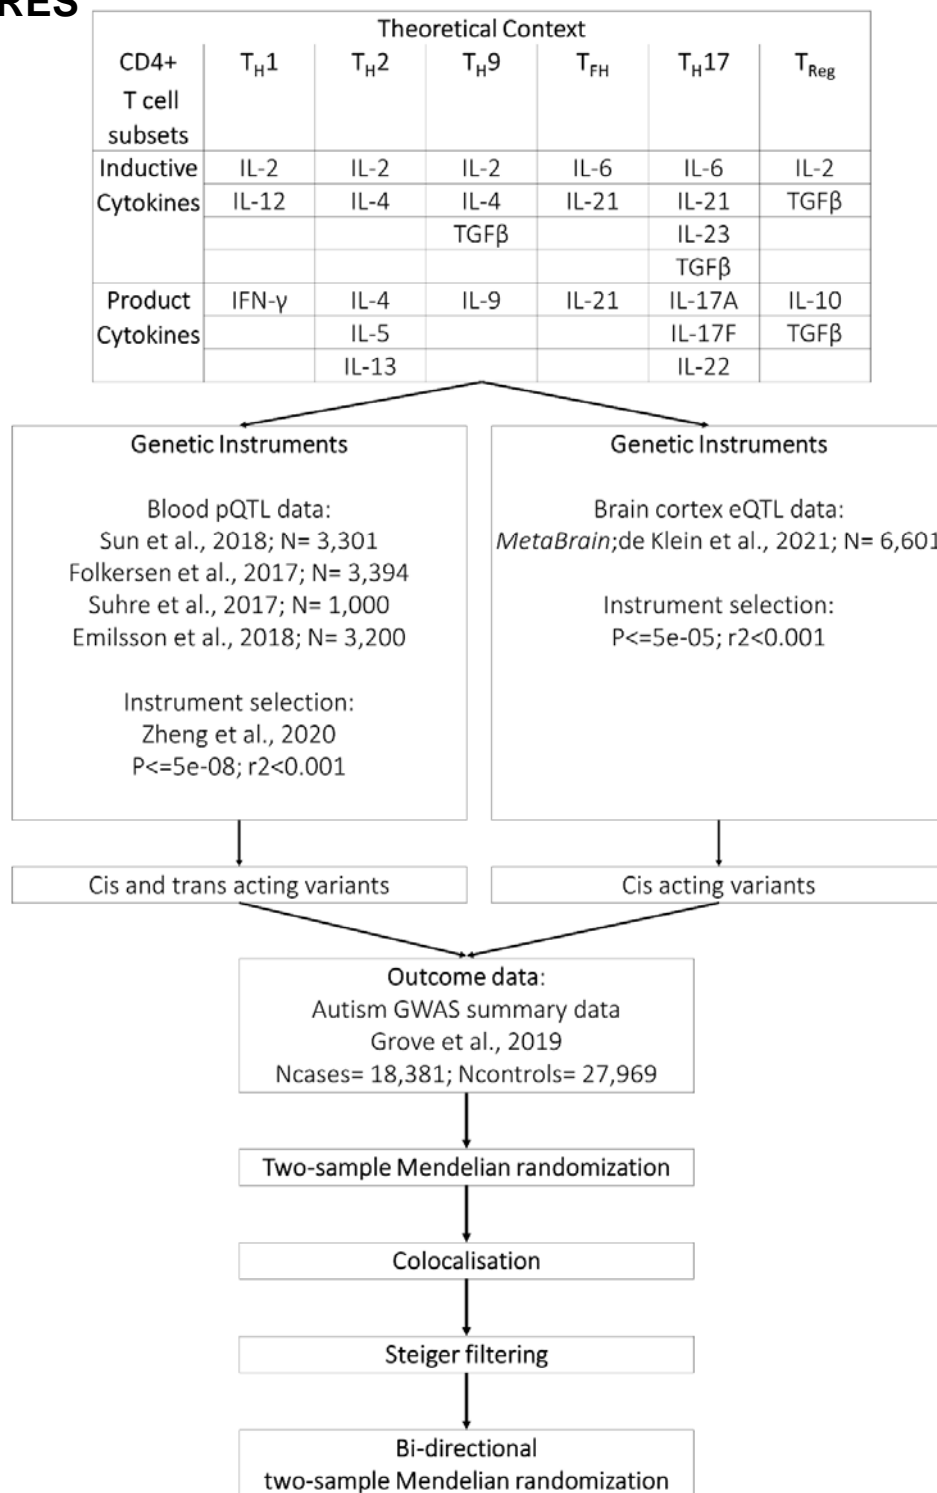 RES
Theoretical Context
CD4+ T cell subsets TH1 TH2 TH9 TFH TH17 TReg
Inductive IL-2 IL-2 IL-2 IL-6 IL-6 IL-2
Cytokines IL-12 IL-4 IL-4 IL-21 IL-21 TGFβ
TGFβ IL-23
TGFβ
Product IFN-γ IL-4 IL-9 IL-21 IL-17A IL-10
Cytokines IL-5 IL-17F TGFβ
IL-13 IL-22
Genetic Instruments
Blood pQTL data:
Sun et al., 2018; N= 3,301
Folkersen et al., 2017; N= 3,394
Suhre et al., 2017; N= 1,000
Emilsson et al., 2018; N= 3,200
Instrument selection:
Zheng et al., 2020
P<=5e-08; r2<0.001
Genetic Instruments
Brain cortex eQTL data:
MetaBrain;de Klein et al., 2021; N= 6,601
Instrument selection:
P<=5e-05; r2<0.001
Cis and trans acting variants
Cis acting variants
Outcome data:
Autism GWAS summary data
Grove et al., 2019
Ncases= 18,381; Ncontrols= 27,969
Two-sample Mendelian randomization
Colocalisation
Steiger filtering
Bi-directional
two-sample Mendelian randomization